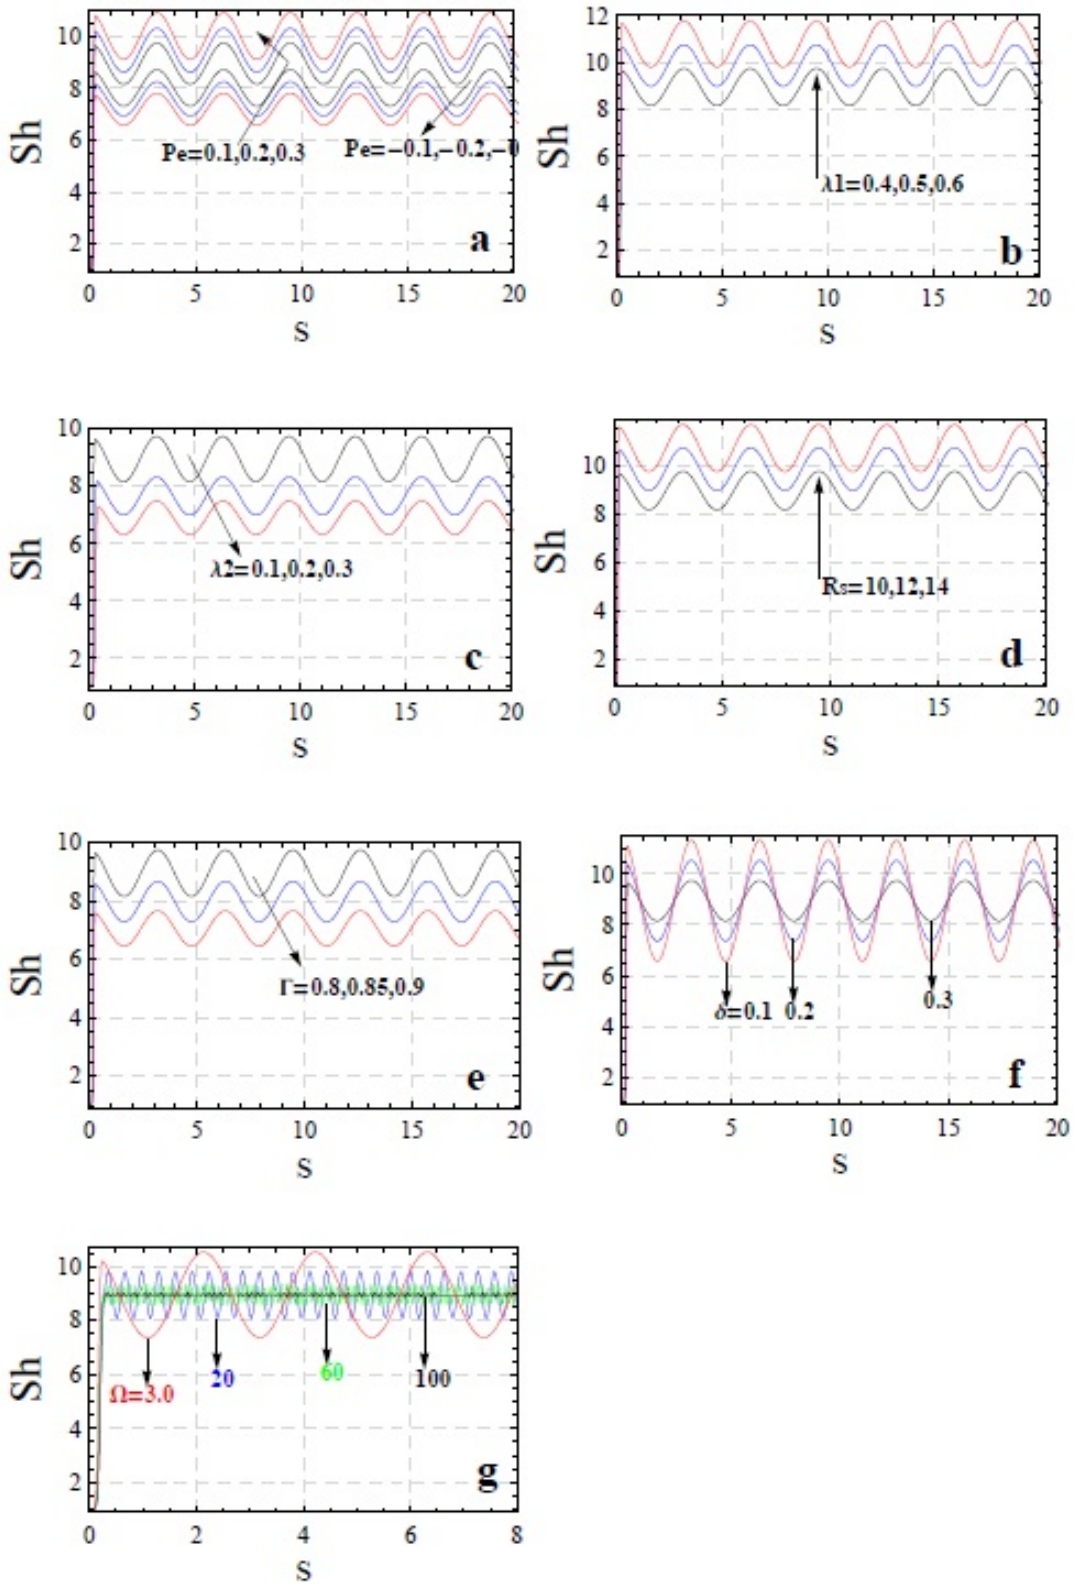 Sh
10
8
6
4
2
Pe=0.1,0.2,0.3
Pe=−0.1,−0.2,−0
a
0 5 10 15 20
s
Sh
12
10
8
6
4
2
λ1=0.4,0.5,0.6
b
0 5 10 15 20
s
Sh
10
8
6
4
2
λ2=0.1,0.2,0.3
c
0 5 10 15 20
s
Sh
10
8
6
4
2
Rs=10,12,14
d
0 5 10 15 20
s
Sh
10
8
6
4
2
Γ=0.8,0.85,0.9
e
0 5 10 15 20
s
Sh
10
8
6
4
2
δ=0.1 0.2 0.3
f
0 5 10 15 20
s
Sh
10
8
6
4
2
Ω=3.0 20 60 100
g
0 2 4 6 8
s